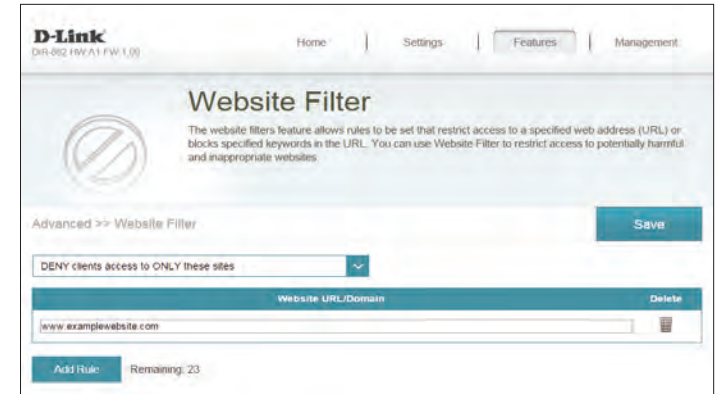 D-Link
DIR-882 HW:A1 FW:1.00
Home | Settings | Features | Management
Website Filter
The website filters feature allows rules to be set that restrict access to a specified web address (URL) or
blocks specified keywords in the URL. You can use Website Filter to restrict access to potentially harmful
and inappropriate websites
Advanced >> Website Filter
Save
DENY clients access to ONLY these sites
Website URL/Domain Delete
www.examplewebsite.com
Add Rule Remaining: 23